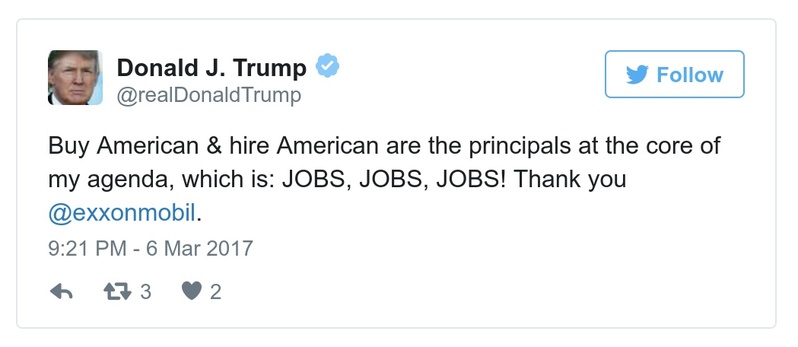 Donald J. Trump
@realDonaldTrump
Follow
Buy American & hire American are the principals at the core of
my agenda, which is: JOBS, JOBS, JOBS! Thank you
@exxonmobil.
9:21 PM - 6 Mar 2017
3 2